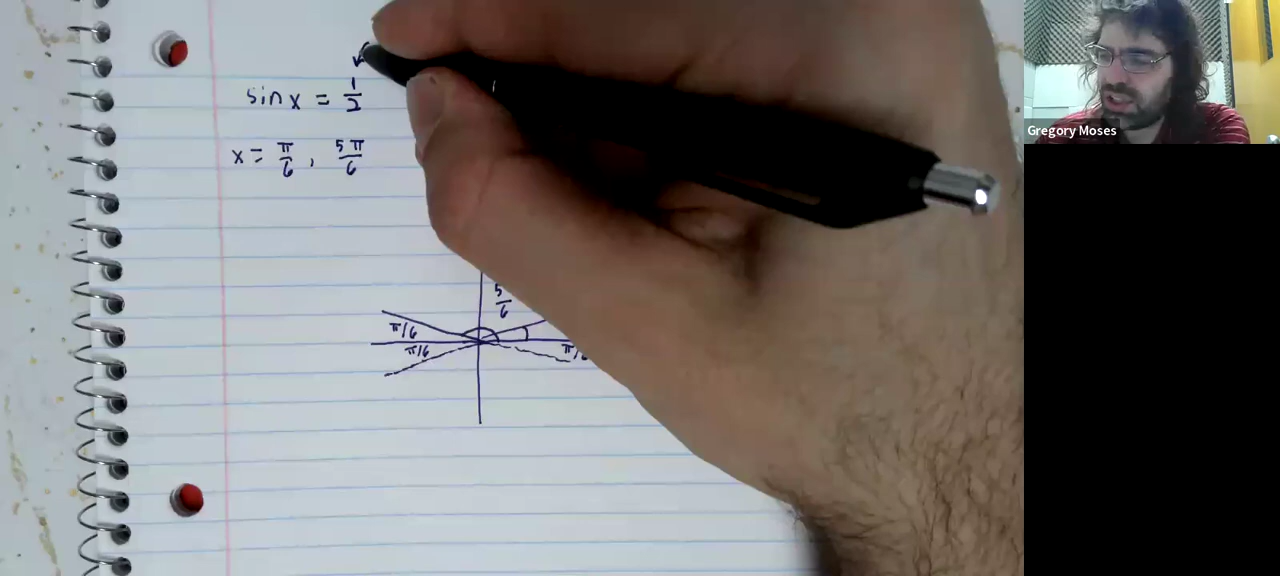 sin x = 1/2
x = π/6 , 5π/6
5/6
π/6
π/6
Gregory Moses